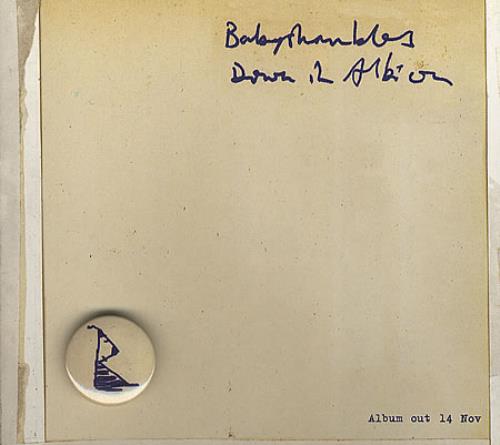 Babyshambles
Down in Albion
B
Album out 14 Nov